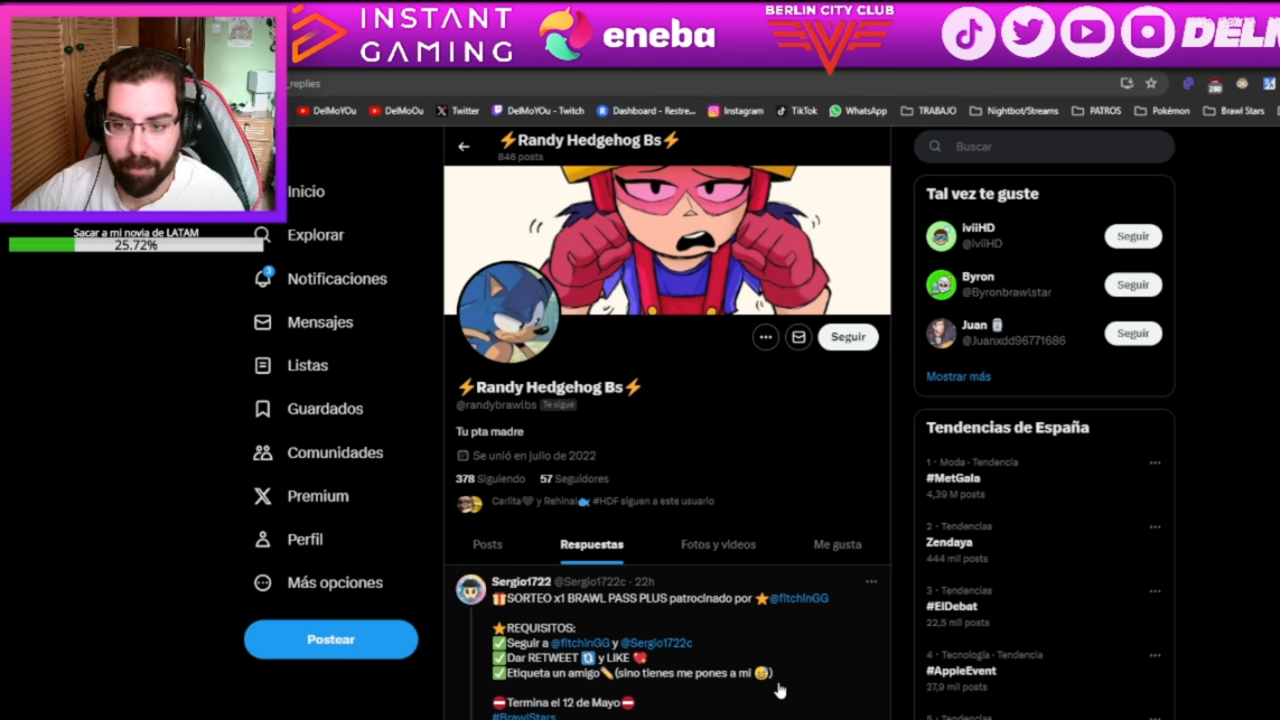 INSTANT GAMING
eneba
BERLIN CITY CLUB
_replies
DelMoYOu
DelMoOu
Twitter
DelMoYOu - Twitch
Dashboard - Restre...
Instagram
TikTok
WhatsApp
TRABAJO
Nightbot/Streams
PATROS
Pokémon
Brawl Stars
Sacar a mi novia de LATAM
25.72%
Inicio
Explorar
3
Notificaciones
Mensajes
Listas
Guardados
Comunidades
Premium
Perfil
Más opciones
Postear
⚡Randy Hedgehog Bs⚡
846 posts
Seguir
⚡Randy Hedgehog Bs⚡
@randybrawlbs Te sigue
Tu pta madre
Se unió en julio de 2022
378 Siguiendo 57 Seguidores
Carlita🖤 y Rehinal🐟 #HDF siguen a este usuario
Posts
Respuestas
Fotos y videos
Me gusta
Sergio1722 @Sergio1722c · 22h
🎁SORTEO x1 BRAWL PASS PLUS patrocinado por ⭐@fitchinGG
⭐REQUISITOS:
✅Seguir a @fitchinGG y @Sergio1722c
✅Dar RETWEET 🔃 y LIKE 💖
✅Etiqueta un amigo✏️(sino tienes me pones a mi 😅)
⛔Termina el 12 de Mayo⛔
#BrawlStars
Buscar
Tal vez te guste
iviiHD
@iviiHD
Seguir
Byron
@Byronbrawlstar
Seguir
Juan
@Juanxdd96771686
Seguir
Mostrar más
Tendencias de España
1 · Moda · Tendencia
#MetGala
4,39 M posts
2 · Tendencias
Zendaya
444 mil posts
3 · Tendencias
#ElDebat
22,5 mil posts
4 · Tecnología · Tendencia
#AppleEvent
27,9 mil posts